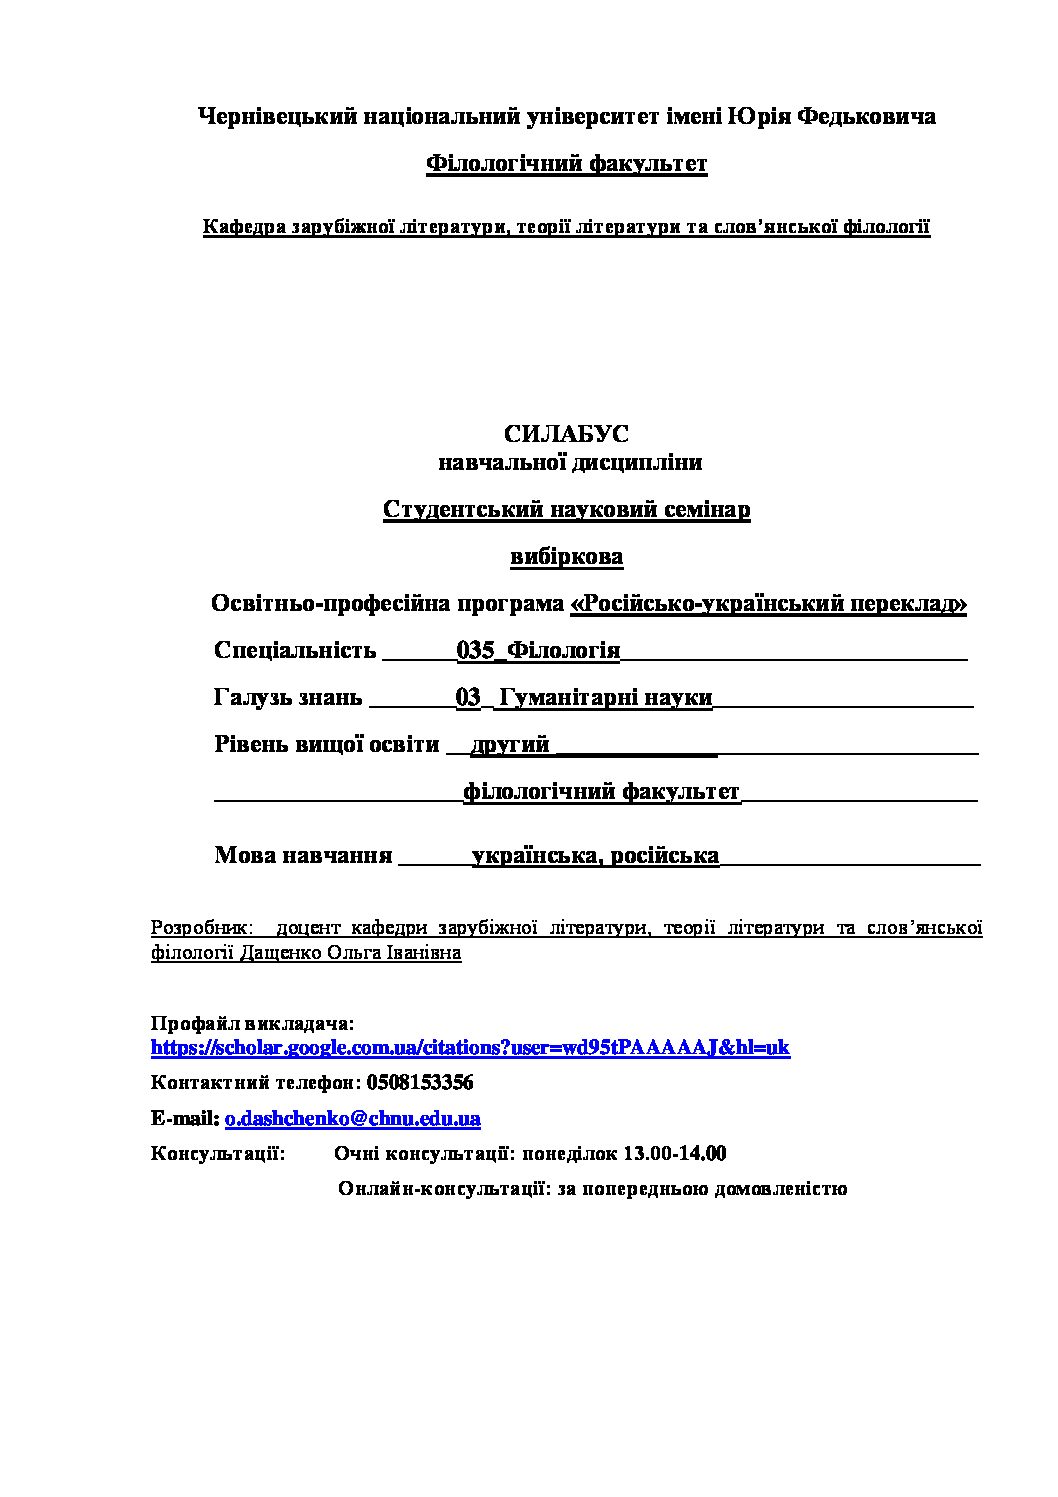 Чернівецький національний університет імені Юрія Федьковича
Філологічний факультет
Кафедра зарубіжної літератури, теорії літератури та слов’янської філології
СИЛАБУС
навчальної дисципліни
Студентський науковий семінар
вибіркова
Освітньо-професійна програма «Російсько-український переклад»
Спеціальність ______035_Філологія____________________________
Галузь знань _______03_ Гуманітарні науки_____________________
Рівень вищої освіти __другий __________________________________
____________________філологічний факультет___________________
Мова навчання ______українська, російська_____________________
Розробник: доцент кафедри зарубіжної літератури, теорії літератури та слов’янської
філології Дащенко Ольга Іванівна
Профайл викладача:
https://scholar.google.com.ua/citations?user=wd95tPAAAAAJ&hl=uk
Контактний телефон: 0508153356
E-mail: o.dashchenko@chnu.edu.ua
Консультації: Очні консультації: понеділок 13.00-14.00
Онлайн-консультації: за попередньою домовленістю